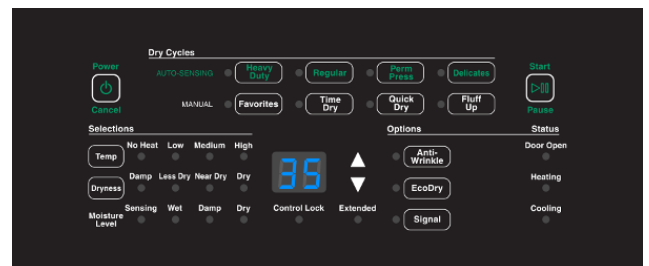 Dry Cycles
Power
Cancel
AUTO-SENSING
Heavy
Duty
Regular
Perm
Press
Delicates
Start
Pause
MANUAL
Favorites
Time
Dry
Quick
Dry
Fluff
Up
Selections
Options
Status
No Heat Low Medium High
Temp
Damp Less Dry Near Dry Dry
Dryness
Sensing Wet Damp Dry
Moisture
Level
35
Control Lock Extended
Anti-
Wrinkle
EcoDry
Signal
Door Open
Heating
Cooling